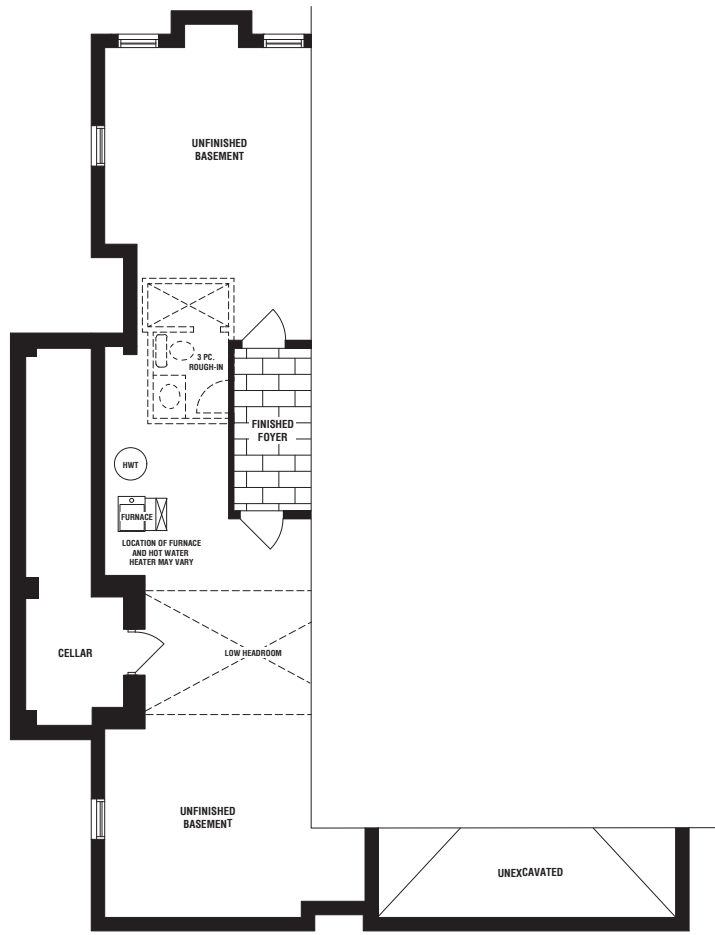 UNFINISHED
BASEMENT
3 PC.
ROUGH-IN
FINISHED
FOYER
HWT
FURNACE
LOCATION OF FURNACE
AND HOT WATER
HEATER MAY VARY
CELLAR
LOW HEADROOM
UNFINISHED
BASEMENT
UNEXCAVATED